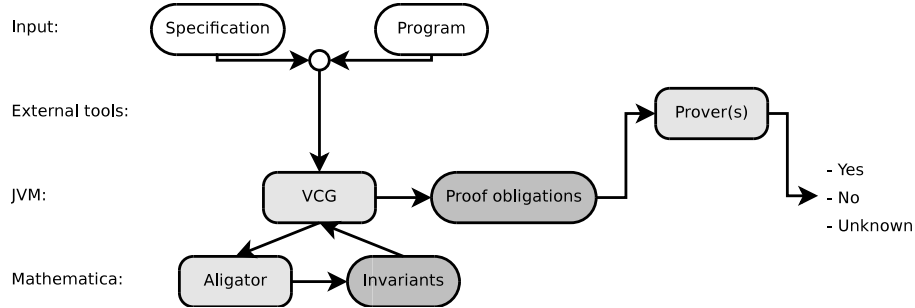 Input:
Specification
Program
External tools:
Prover(s)
JVM:
VCG
Proof obligations
- Yes
- No
- Unknown
Mathematica:
Aligator
Invariants